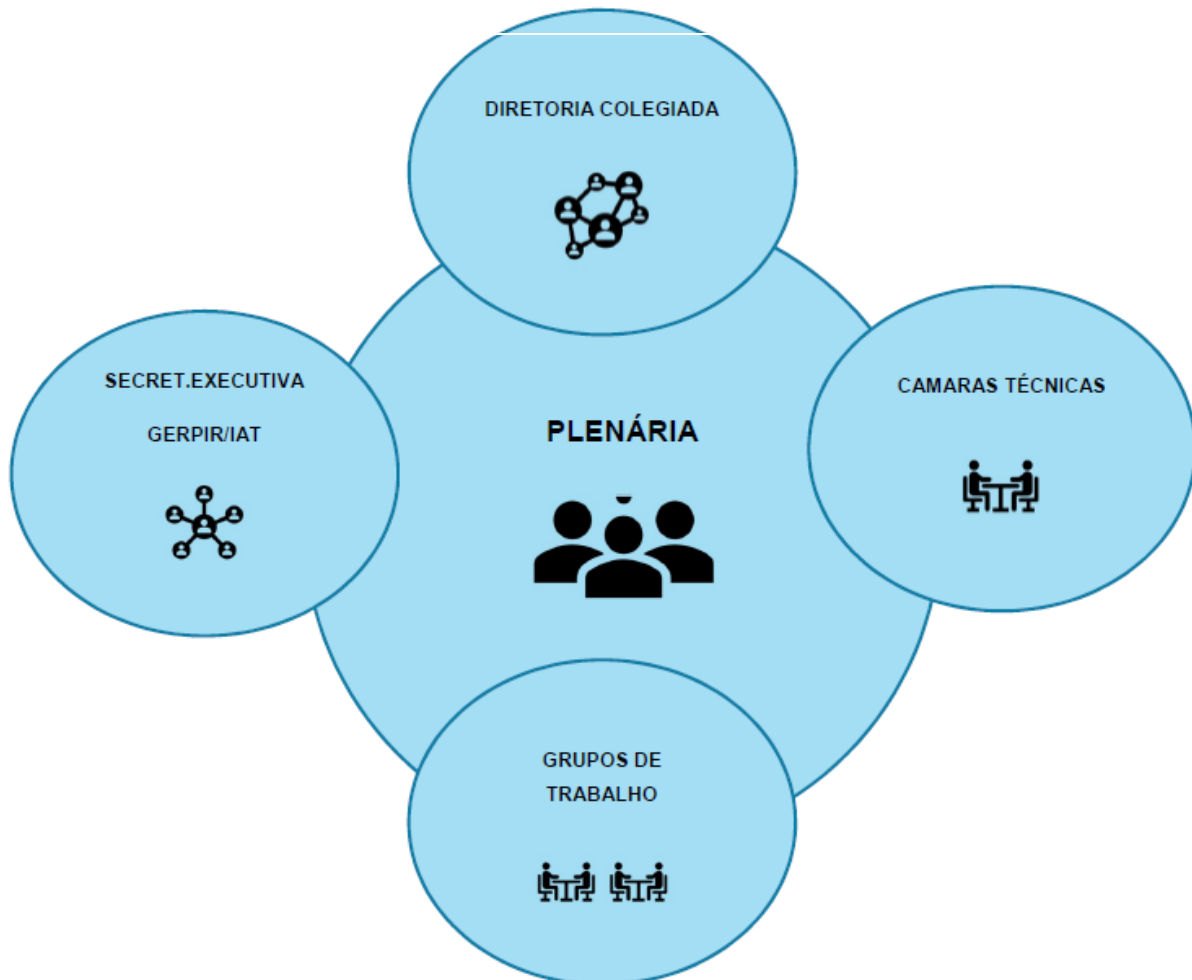 DIRETORIA COLEGIADA
SECRET.EXECUTIVA
GERPIR/IAT
PLENÁRIA
CAMARAS TÉCNICAS
GRUPOS DE
TRABALHO